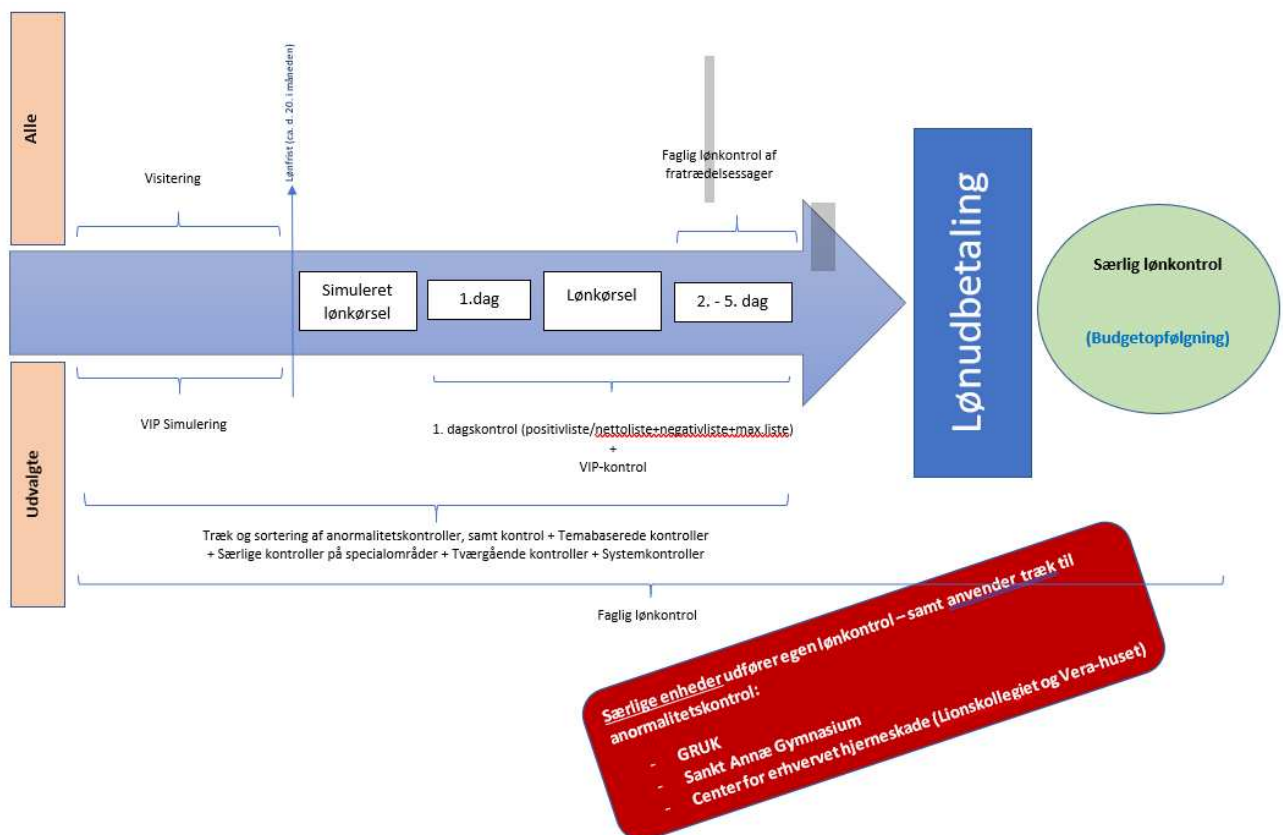 Alle
Lønfrist (ca. d. 20. i måneden)
Visitering
Faglig lønkontrol af
fratrædelsessager
Simuleret
lønkørsel
1.dag
Lønkørsel
2. - 5. dag
Lønudbetaling
Særlig lønkontrol
(Budgetopfølgning)
Udvalgte
VIP Simulering
1. dagskontrol (positivliste/nettoliste+negativliste+max.liste)
+
VIP-kontrol
Træk og sortering af anormalitetskontroller, samt kontrol + Temabaserede kontroller
+ Særlige kontroller på specialområder + Tværgående kontroller + Systemkontroller
Faglig lønkontrol
Særlige enheder udfører egen lønkontrol – samt anvender træk til
anormalitetskontrol:
- GRUK
- Sankt Annæ Gymnasium
- Center for erhvervet hjerneskade (Lionskollegiet og Vera-huset)